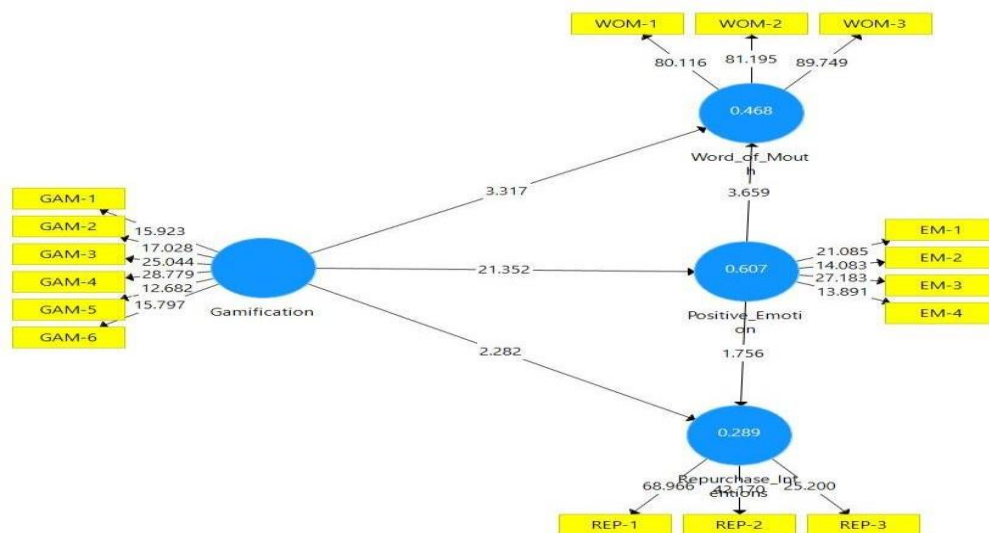 WOM-1
WOM-2
WOM-3
80.116
81.195
89.749
0.468
Word_of_Mout
h
3.317
3.659
GAM-1
GAM-2
GAM-3
GAM-4
GAM-5
GAM-6
15.923
17.028
25.044
28.779
12.682
15.797
Gamification
21.352
0.607
Positive_Emoti
on
21.085
14.083
27.183
13.891
EM-1
EM-2
EM-3
EM-4
2.282
1.756
0.289
Repurchase_Int
entions
68.966
42.170
25.200
REP-1
REP-2
REP-3